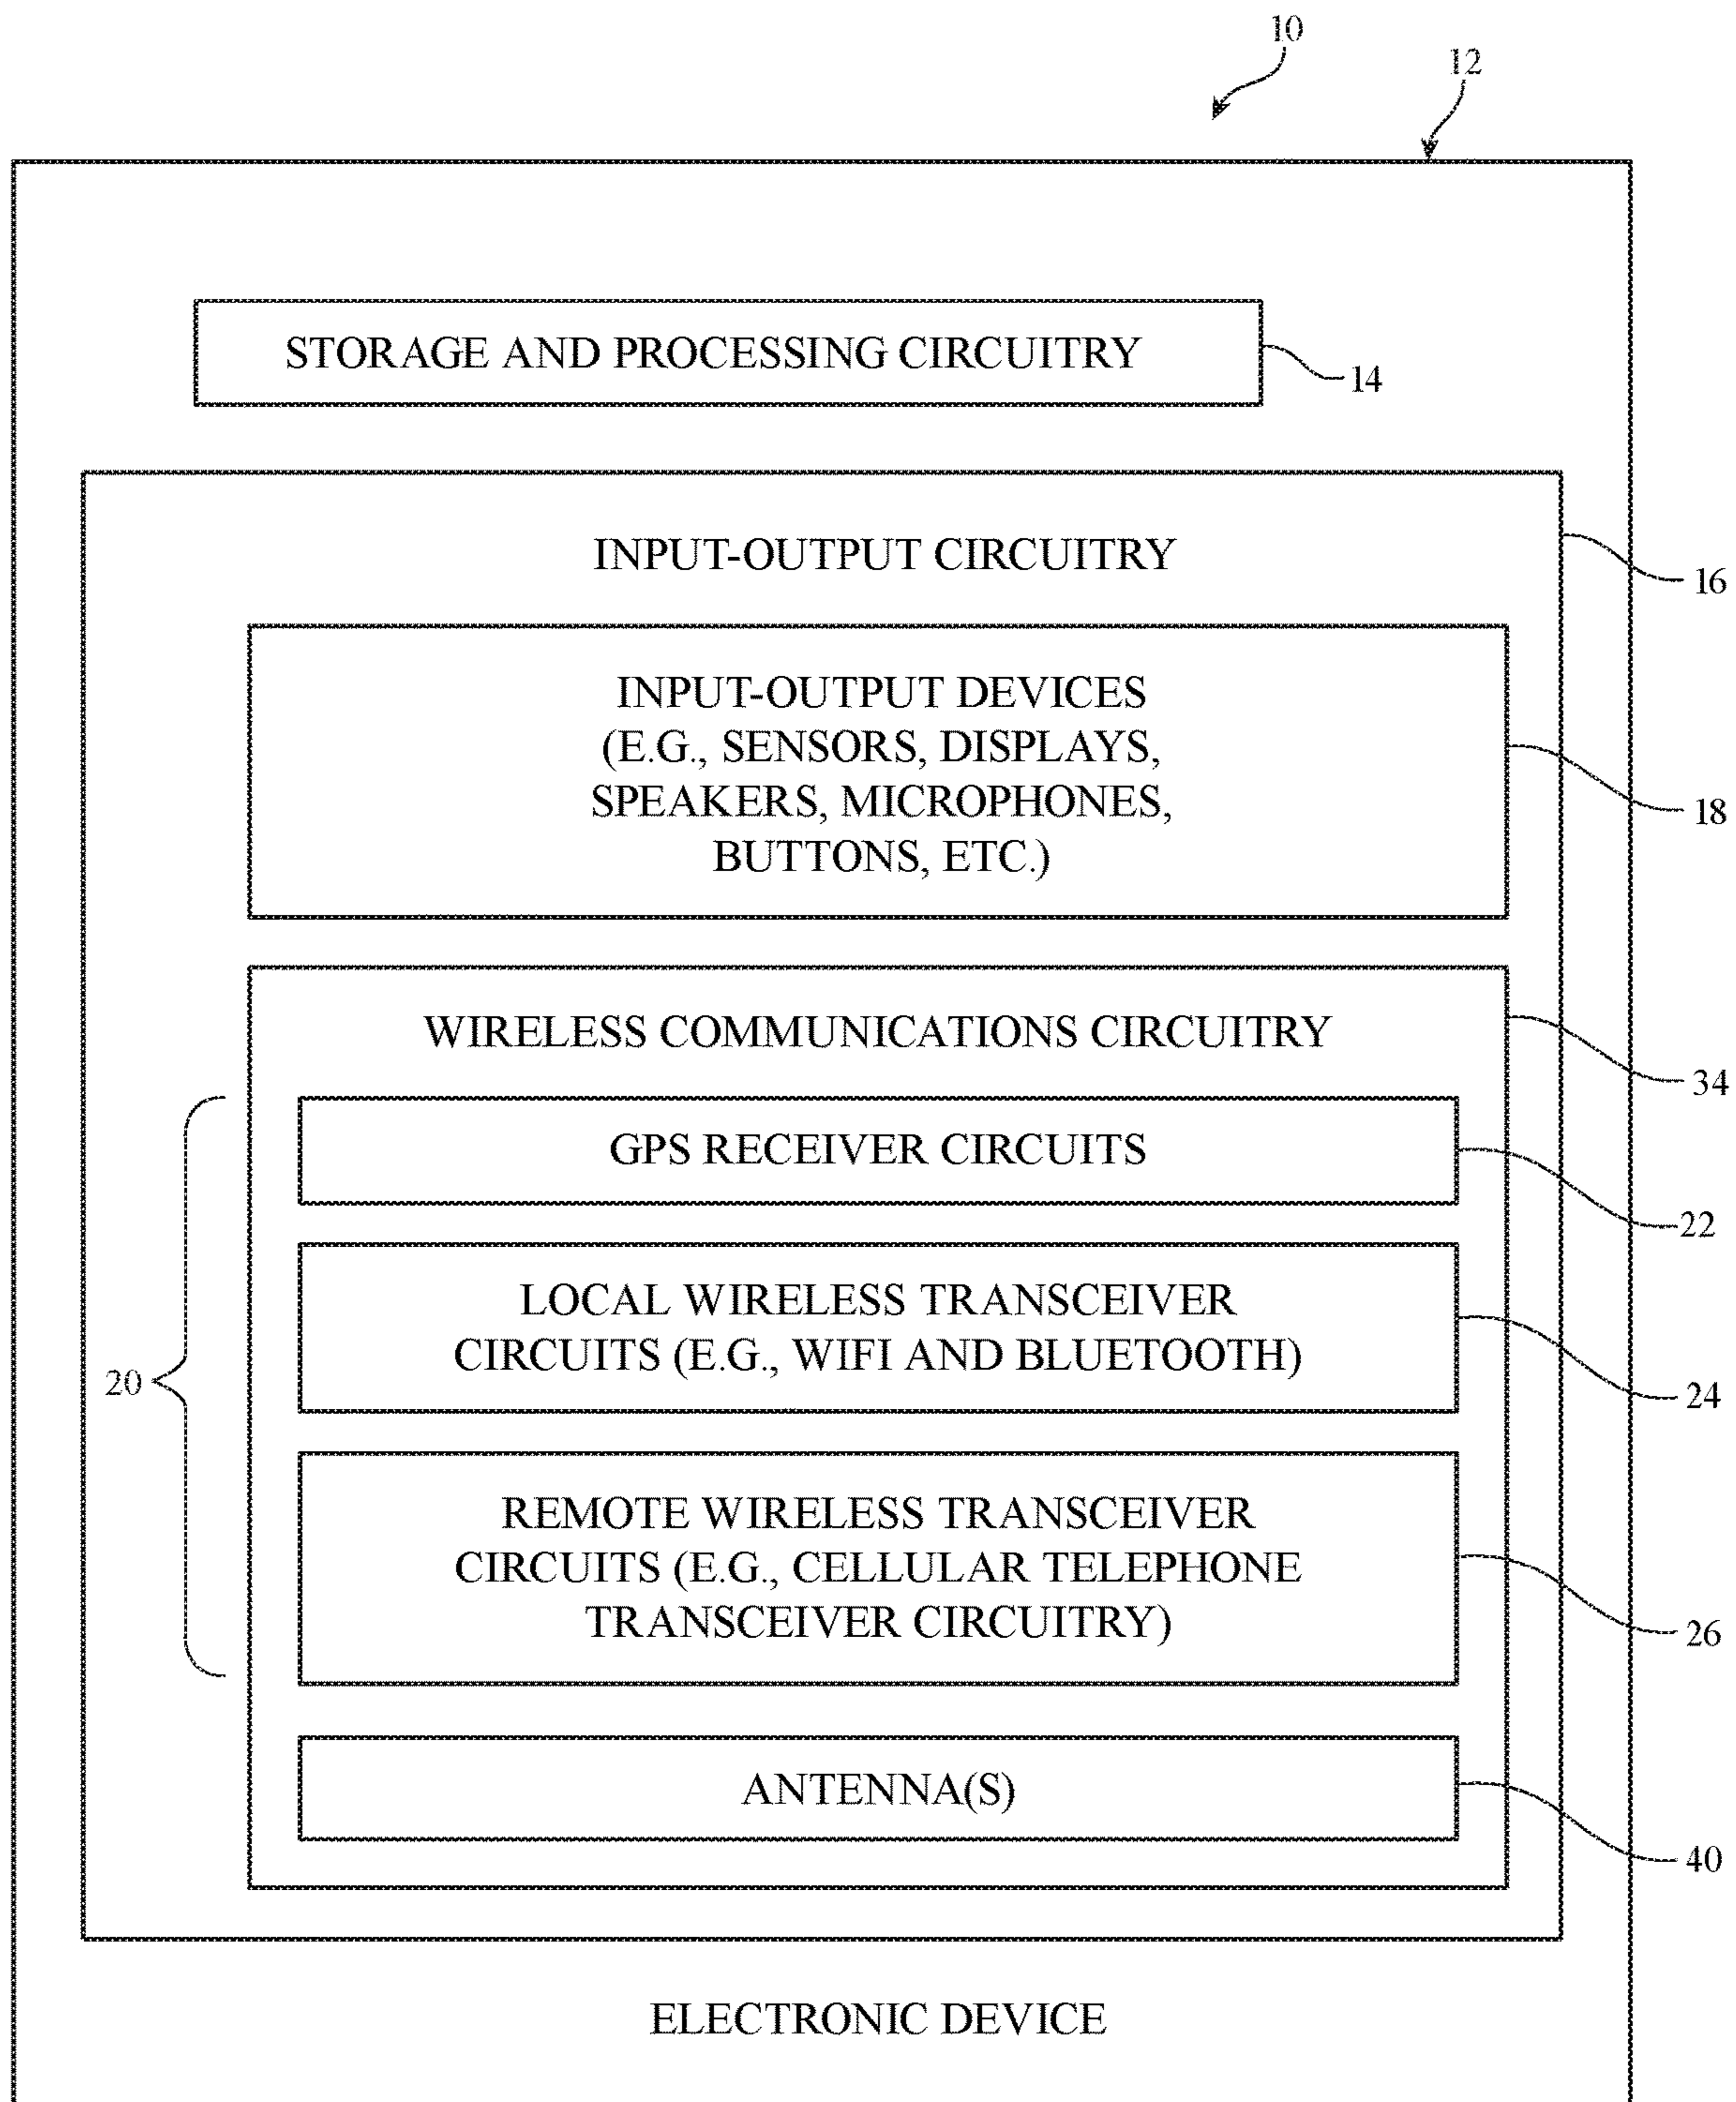 10
12
STORAGE AND PROCESSING CIRCUITRY
14
INPUT-OUTPUT CIRCUITRY
16
INPUT-OUTPUT DEVICES
(E.G., SENSORS, DISPLAYS,
SPEAKERS, MICROPHONES,
BUTTONS, ETC.)
18
WIRELESS COMMUNICATIONS CIRCUITRY
34
GPS RECEIVER CIRCUITS
22
LOCAL WIRELESS TRANSCEIVER
CIRCUITS (E.G., WIFI AND BLUETOOTH)
20
24
REMOTE WIRELESS TRANSCEIVER
CIRCUITS (E.G., CELLULAR TELEPHONE
TRANSCEIVER CIRCUITRY)
26
ANTENNA(S)
40
ELECTRONIC DEVICE